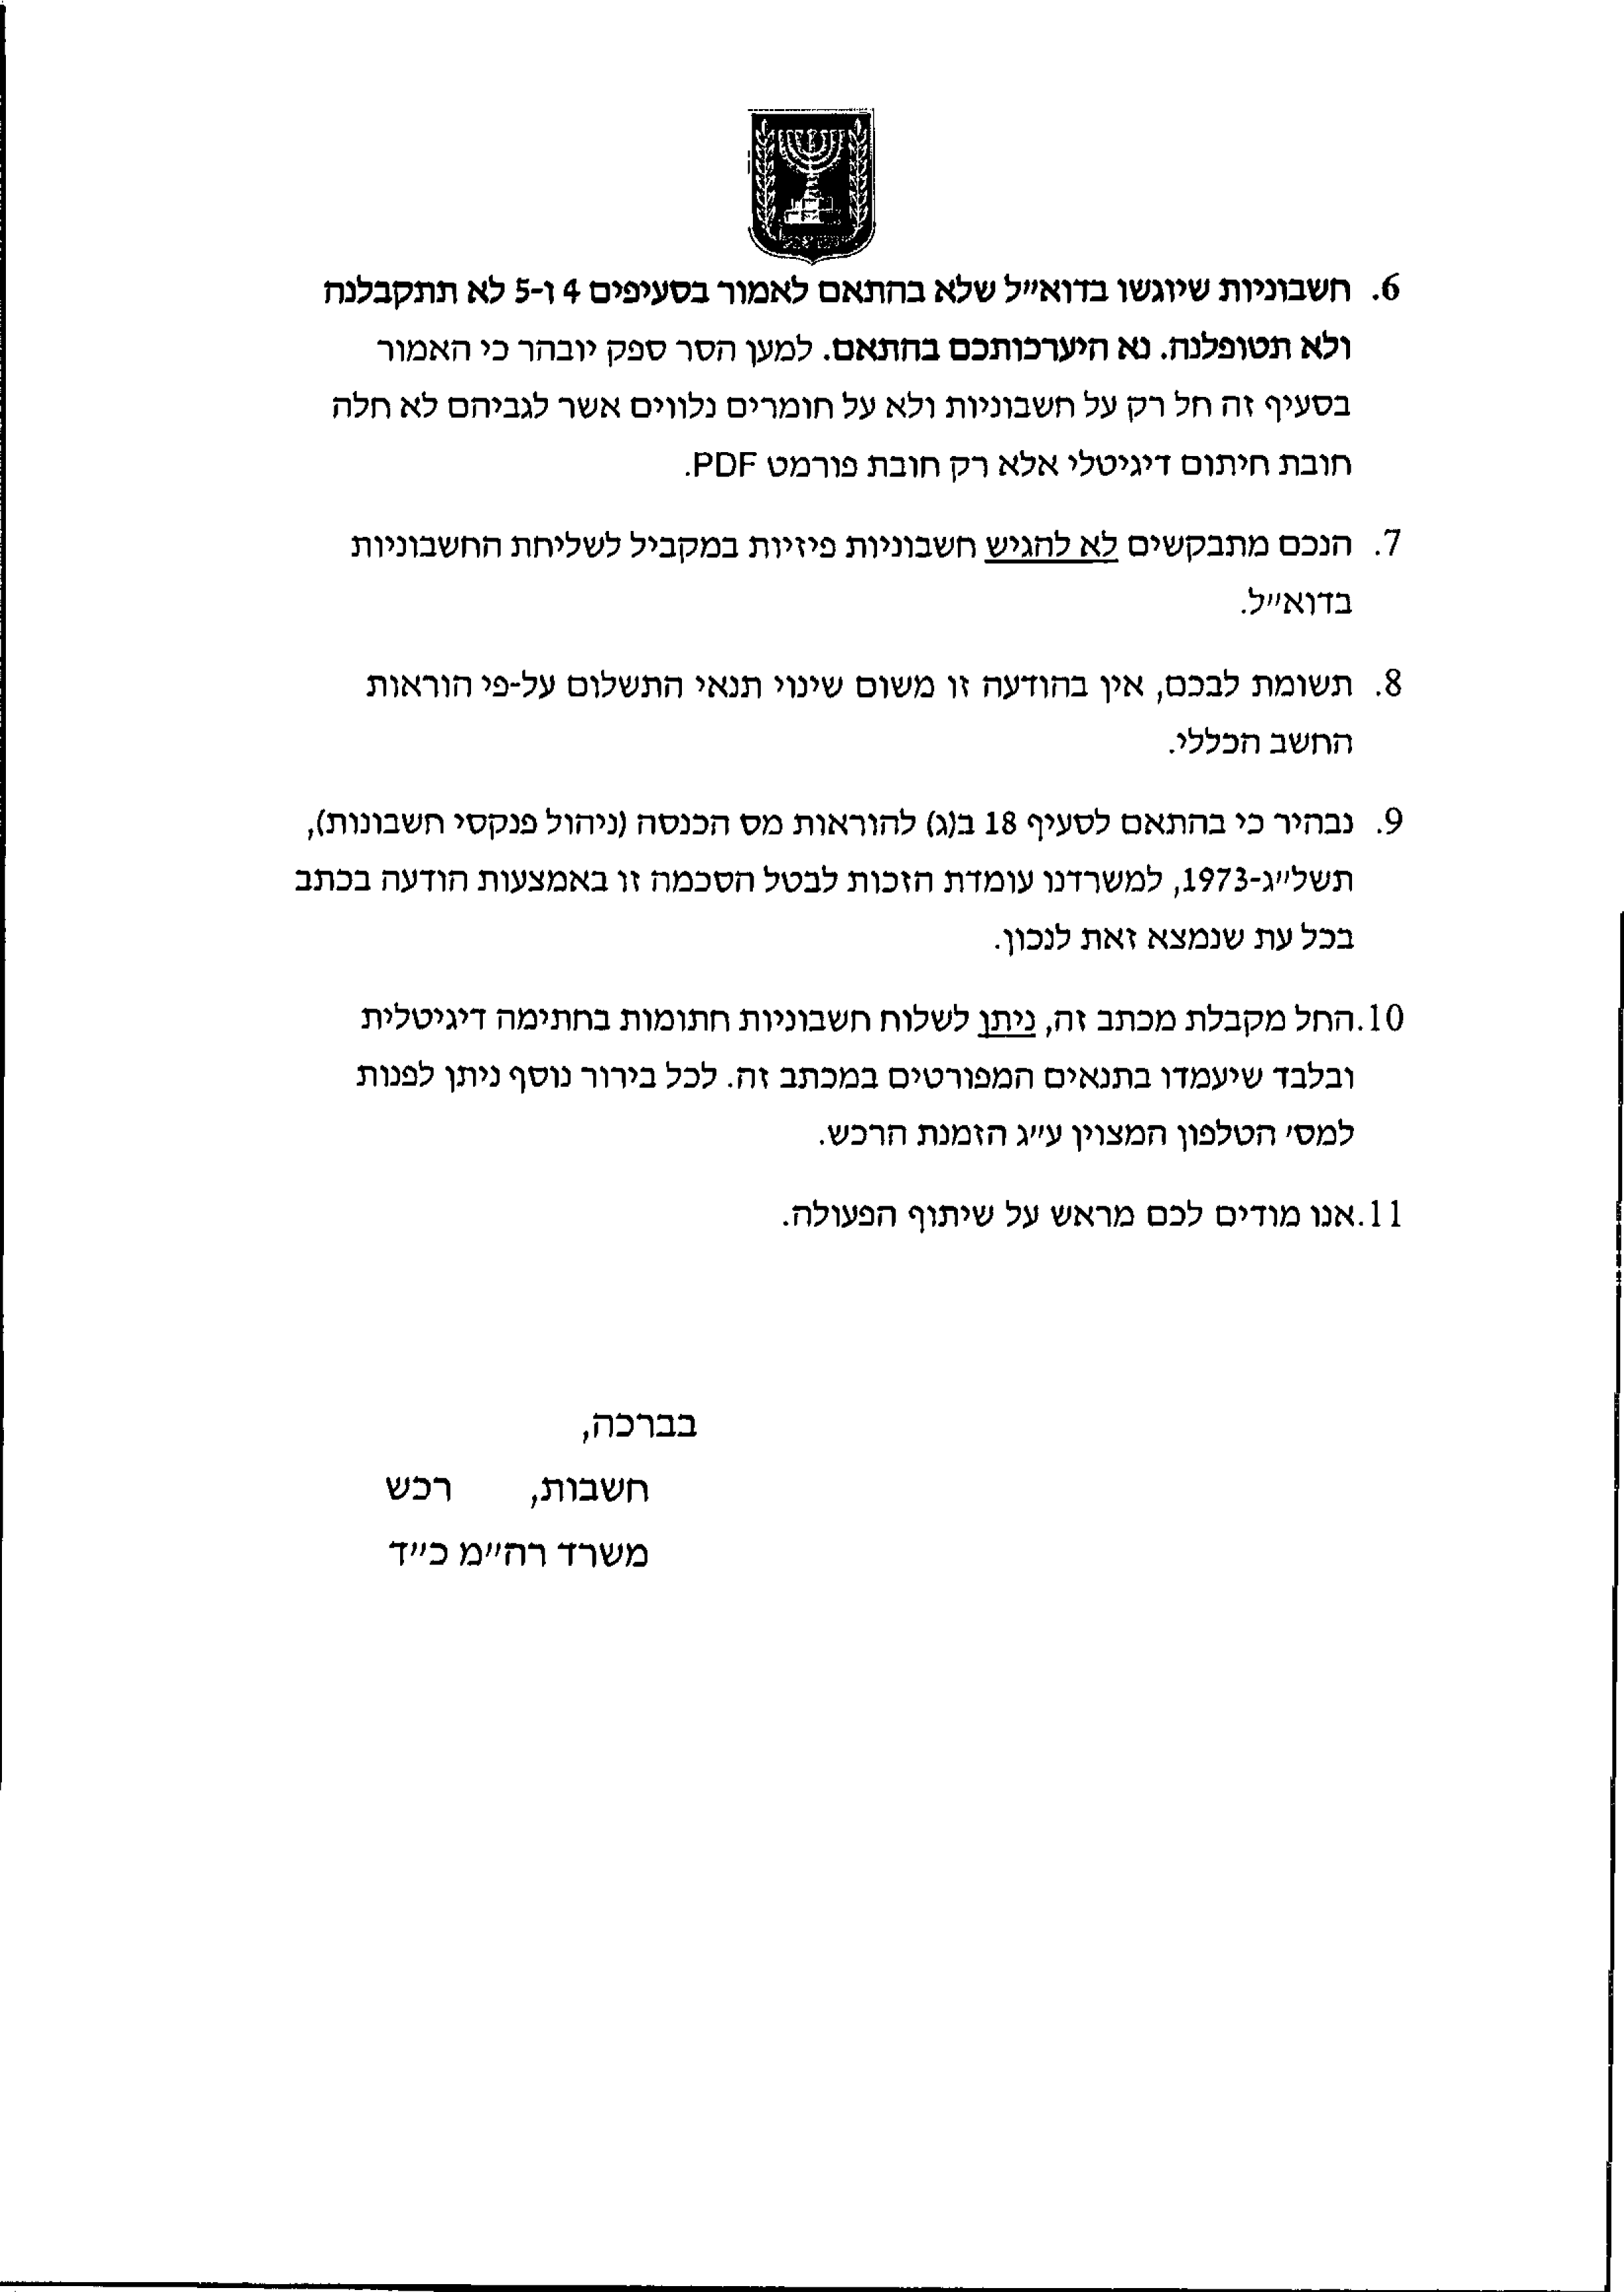 6. חשבוניות שיוגשו בדוא״ל שלא בהתאם לאמור בסעיפים 4 ו-5 לא תתקבלנה
ולא תטופלנה. נא היערכותכם בהתאם. למען הסר ספק יובהר כי האמור
בסעיף זה חל רק על חשבוניות ולא על חומרים נלווים אשר לגביהם לא חלה
חובת חיתום דיגיטלי אלא רק חובת פורמט PDF.
7. הנכם מתבקשים לא להגיש חשבוניות פיזיות במקביל לשליחת החשבוניות
בדוא״ל.
8. תשומת לבכם, אין בהודעה זו משום שינוי תנאי התשלום על-פי הוראות
החשב הכללי.
9. נבהיר כי בהתאם לסעיף 18 ב(ג) להוראות מס הכנסה (ניהול פנקסי חשבונות),
תשל״ג-1973, למשרדנו עומדת הזכות לבטל הסכמה זו באמצעות הודעה בכתב
בכל עת שנמצא זאת לנכון.
10.החל מקבלת מכתב זה, ניתן לשלוח חשבוניות חתומות בחתימה דיגיטלית
ובלבד שיעמדו בתנאים המפורטים במכתב זה. לכל בירור נוסף ניתן לפנות
למס׳ הטלפון המצוין ע״ג הזמנת הרכש.
11.אנו מודים לכם מראש על שיתוף הפעולה.
בברכה,
חשבות, רכש
משרד רה״מ כ״ד